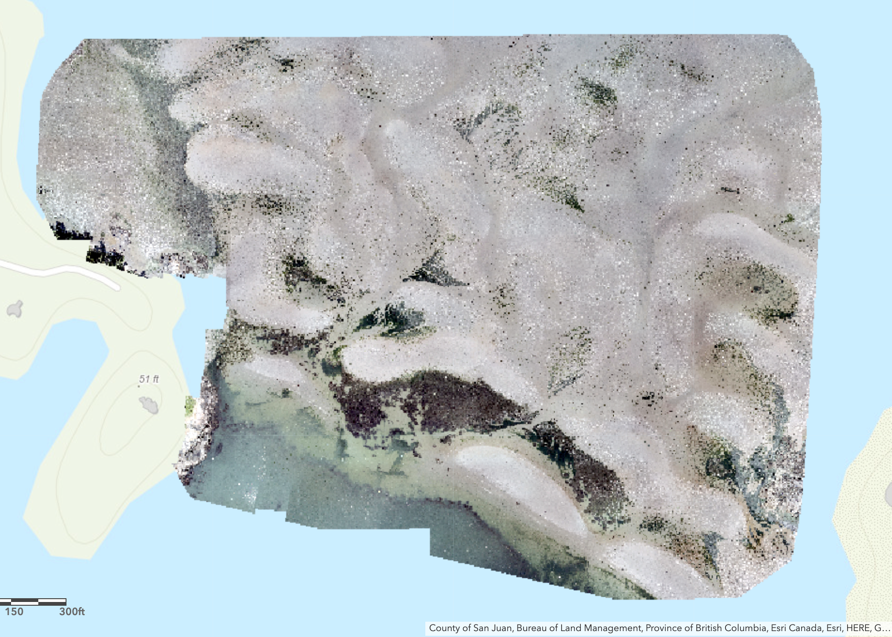 51 ft
150 300ft
County of San Juan, Bureau of Land Management, Province of British Columbia, Esri Canada, Esri, HERE, G...